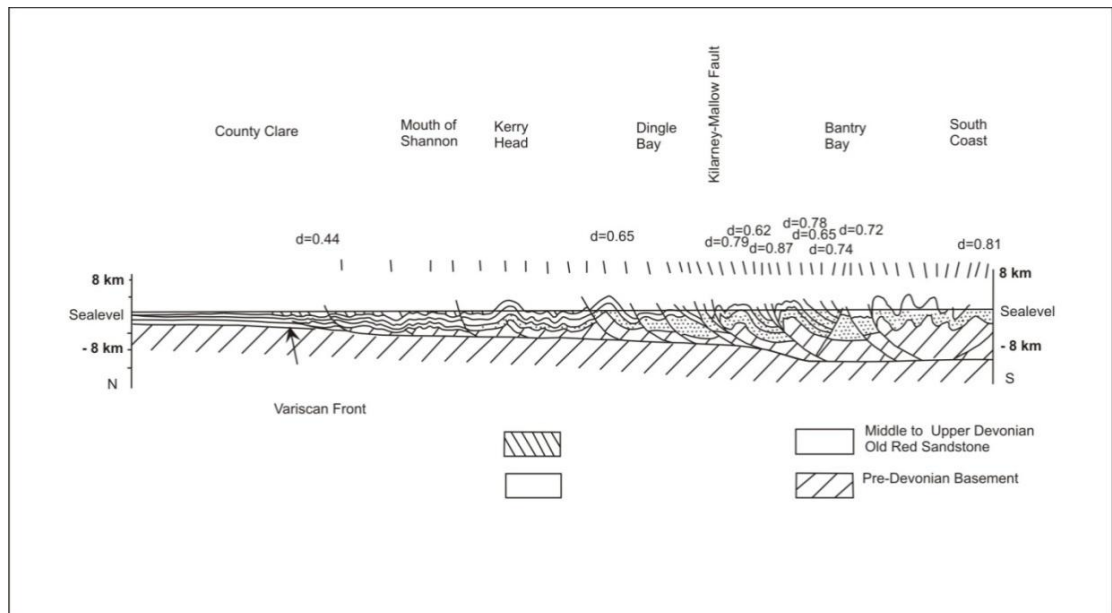 Kilarney-Mallow Fault
County Clare
Mouth of
Shannon
Kerry
Head
Dingle
Bay
Bantry
Bay
South
Coast
d=0.44
d=0.65
d=0.79
d=0.62
d=0.87
d=0.78
d=0.65
d=0.74
d=0.72
d=0.81
8 km
Sealevel
- 8 km
N
8 km
Sealevel
- 8 km
S
Variscan Front
Middle to Upper Devonian
Old Red Sandstone
Pre-Devonian Basement